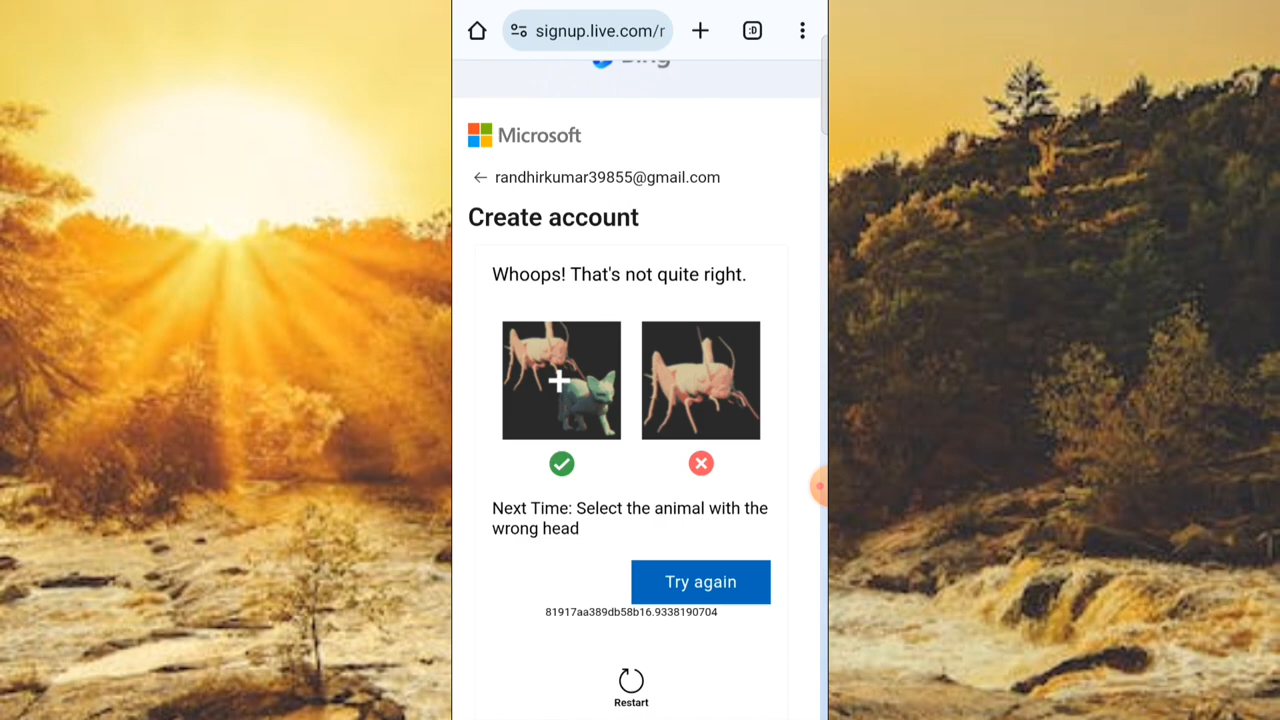 :D
signup.live.com/r
Bing
Microsoft
← randhirkumar39855@gmail.com
Create account
Whoops! That's not quite right.
Next Time: Select the animal with the
wrong head
Try again
81917aa389db58b16.9338190704
Restart